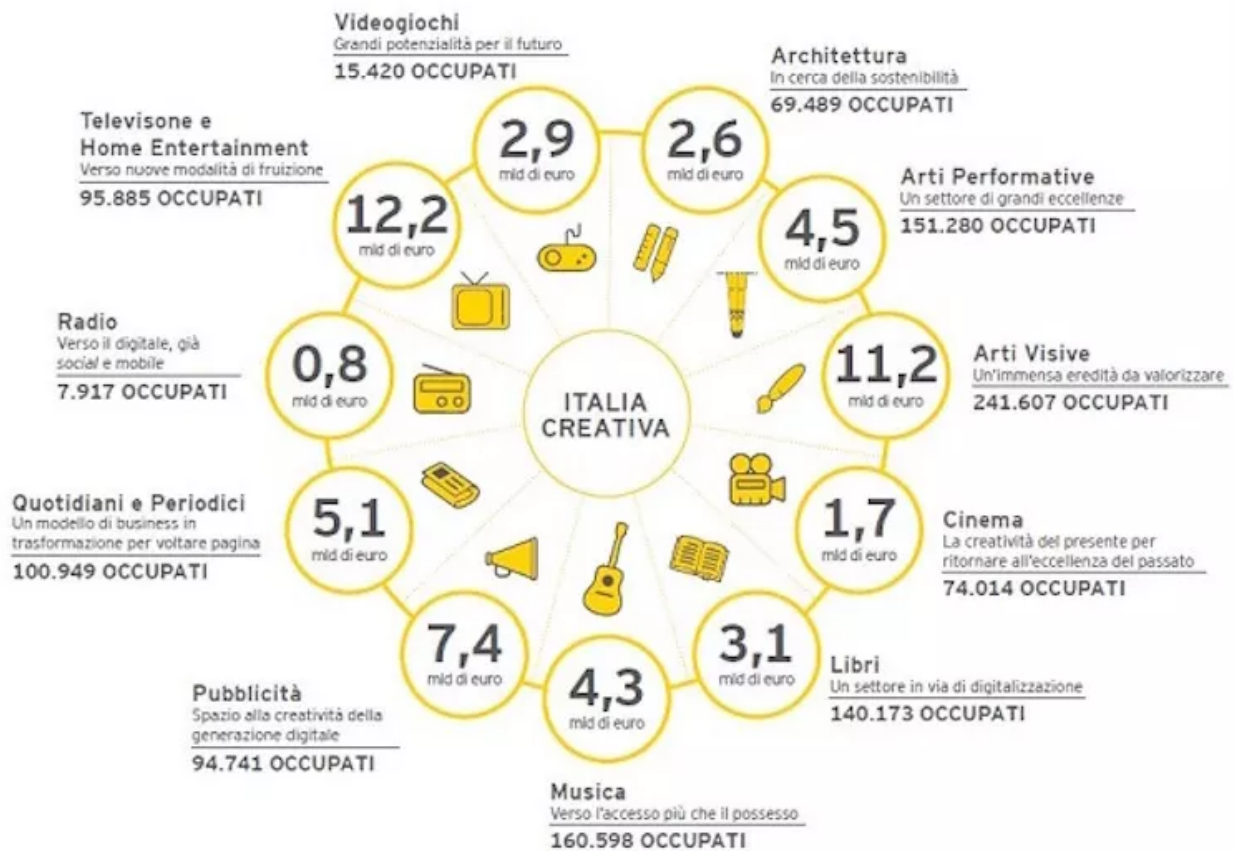 Videogiochi
Grandi potenzialità per il futuro
15.420 OCCUPATI
2,9
mld di euro
Architettura
In cerca della sostenibilità
69.489 OCCUPATI
2,6
mld di euro
Arti Performative
Un settore di grandi eccellenze
151.280 OCCUPATI
4,5
mld di euro
Arti Visive
Un'immensa eredità da valorizzare
241.607 OCCUPATI
11,2
mld di euro
Cinema
La creatività del presente per
ritornare all'eccellenza del passato
74.014 OCCUPATI
1,7
mld di euro
Libri
Un settore in via di digitalizzazione
140.173 OCCUPATI
3,1
mld di euro
Musica
Verso l'accesso più che il possesso
160.598 OCCUPATI
4,3
mld di euro
Pubblicità
Spazio alla creatività della
generazione digitale
94.741 OCCUPATI
7,4
mld di euro
Quotidiani e Periodici
Un modello di business in
trasformazione per voltare pagina
100.949 OCCUPATI
5,1
mld di euro
Radio
Verso il digitale, già
social e mobile
7.917 OCCUPATI
0,8
mld di euro
Televisone e
Home Entertainment
Verso nuove modalità di fruizione
95.885 OCCUPATI
12,2
mld di euro
ITALIA
CREATIVA